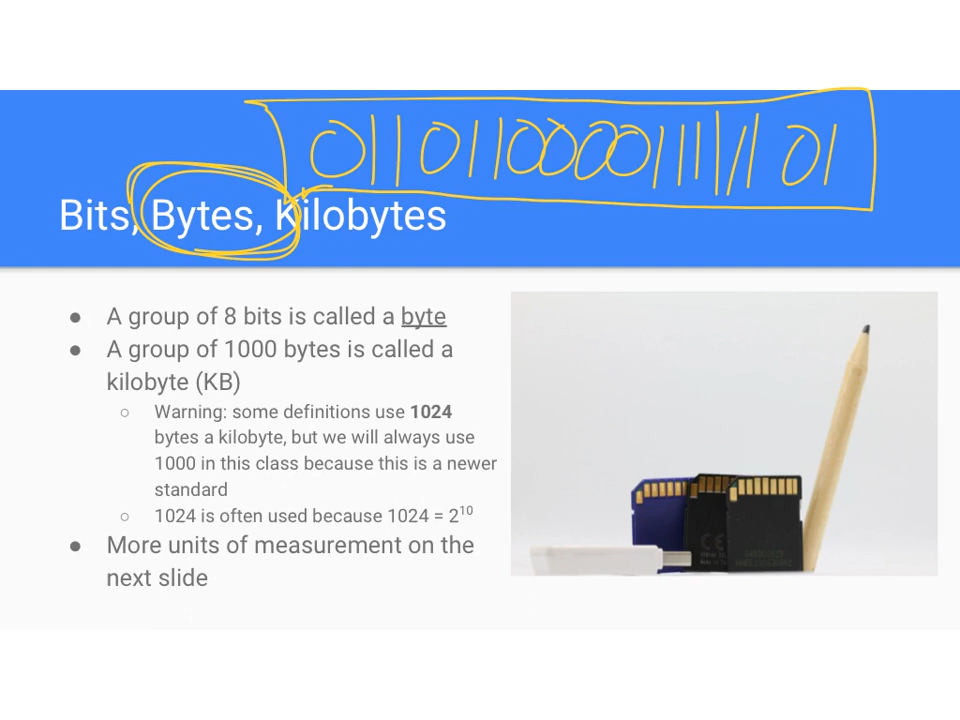 Bits, Bytes, Kilobytes
● A group of 8 bits is called a byte
● A group of 1000 bytes is called a
kilobyte (KB)
○ Warning: some definitions use 1024
bytes a kilobyte, but we will always use
1000 in this class because this is a newer
standard
○ 1024 is often used because 1024 = 2¹⁰
● More units of measurement on the
next slide